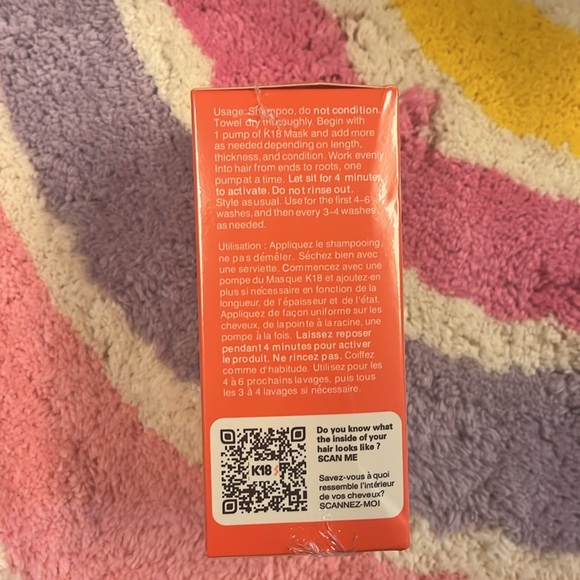 Usage: Shampoo, do not condition.
Towel dry thoroughly. Begin with
1 pump of K18 Mask and add more
as needed depending on length,
thickness, and condition. Work evenly
Into hair from ends to roots, one
pump at a time. Let sit for 4 minutes
to activate. Do not rinse out.
Style as usual. Use for the first 4-6
washes, and then every 3-4 washes
as needed.
Utilisation : Appliquez le shampooing,
ne pas démêler. Séchez bien avec
une serviette. Commencez avec une
pompe du Masque K18 et ajoutez-en
plus si nécessaire en fonction de la
longueur, de l'épaisseur et de l'état.
Appliquez de façon uniforme sur les
cheveux, de la pointe à la racine, une
pompe à la fois. Laissez reposer
pendant 4 minutes pour activer
le produit. Ne rincez pas. Coiffez
comme d'habitude. Utilisez pour les
4 à 6 prochains lavages, puis tous
les 3 à 4 lavages si nécessaire.
K18
Do you know what
the inside of your
hair looks like ?
SCAN ME
Savez-vous à quoi
ressemble l'intérieur
de vos cheveux?
SCANNEZ-MOI